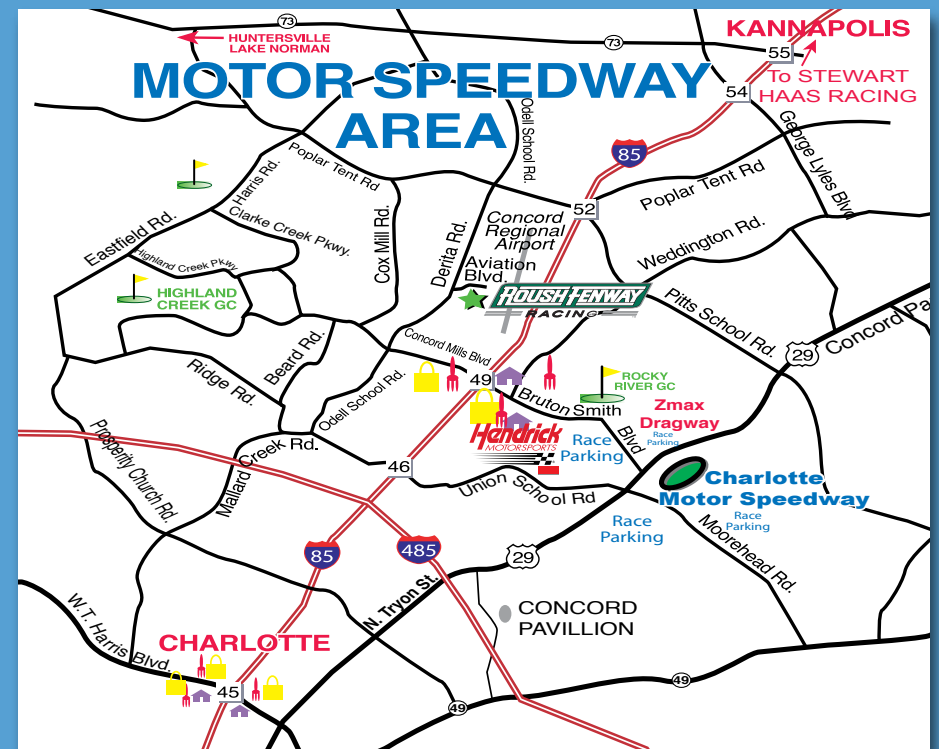 73
HUNTERSVILLE
LAKE NORMAN
73
KANNAPOLIS
55
To STEWART
HAAS RACING
MOTOR SPEEDWAY
AREA
54
85
Odell School Rd.
George Lyles Blvd
Poplar Tent Rd
Harris Rd.
Poplar Tent Rd
52
Clarke Creek Pkwy.
Cox Mill Rd.
Derita Rd.
Concord
Regional
Airport
Eastfield Rd.
Weddington Rd.
Highland Creek Pkwy
Aviation
Blvd.
HIGHLAND
CREEK GC
ROUSH FENWAY
RACING
Pitts School Rd.
29
Concord Pa
Concord Mills Blvd
Beard Rd.
Ridge Rd.
Odell School Rd.
49
ROCKY
RIVER GC
Bruton Smith
Blvd
Zmax
Dragway
Race
Parking
Hendrick
MOTORSPORTS
Race
Parking
Prosperity Church Rd.
Mallard Creek Rd.
46
Union School Rd
Charlotte
Motor Speedway
Race
Parking
Race
Parking
Moorehead Rd.
85
485
29
N. Tryon St.
CONCORD
PAVILLION
W.T. Harris Blvd.
CHARLOTTE
45
49
49